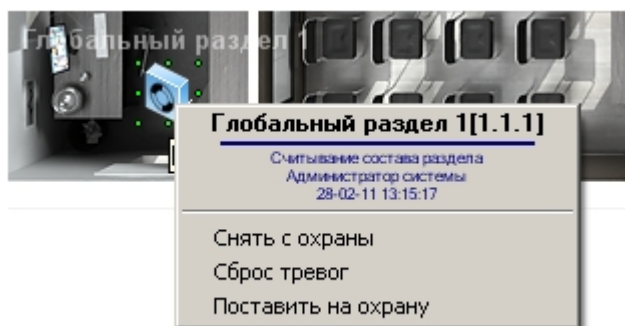 Глобальный раздел 1
Глобальный раздел 1[1.1.1]
Считывание состава раздела
Администратор системы
28-02-11 13:15:17
Снять с охраны
Сброс тревог
Поставить на охрану